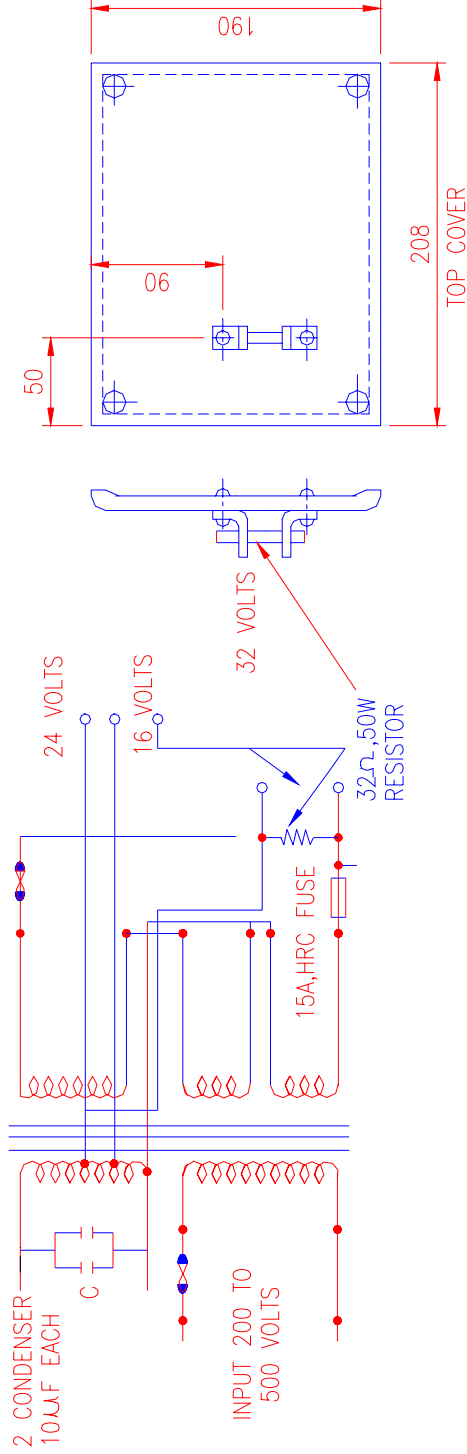 2 CONDENSER
10µF EACH
C
INPUT 200 TO
500 VOLTS
24 VOLTS
16 VOLTS
32 VOLTS
15A,HRC FUSE
32Ω,50W
RESISTOR
50
90
190
208
TOP COVER